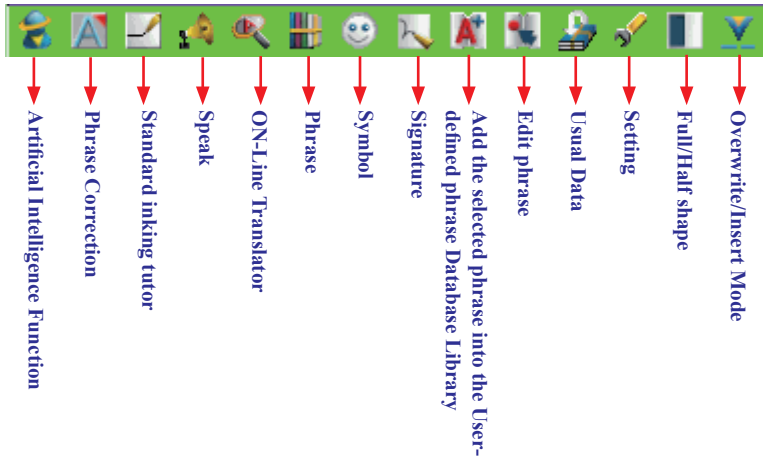 Artificial Intelligence Function
Phrase Correction
Standard inking tutor
Speak
ON-Line Translator
Phrase
Symbol
Signature
Add the selected phrase into the User-
defined phrase Database Library
Edit phrase
Usual Data
Setting
Full/Half shape
Overwrite/Insert Mode